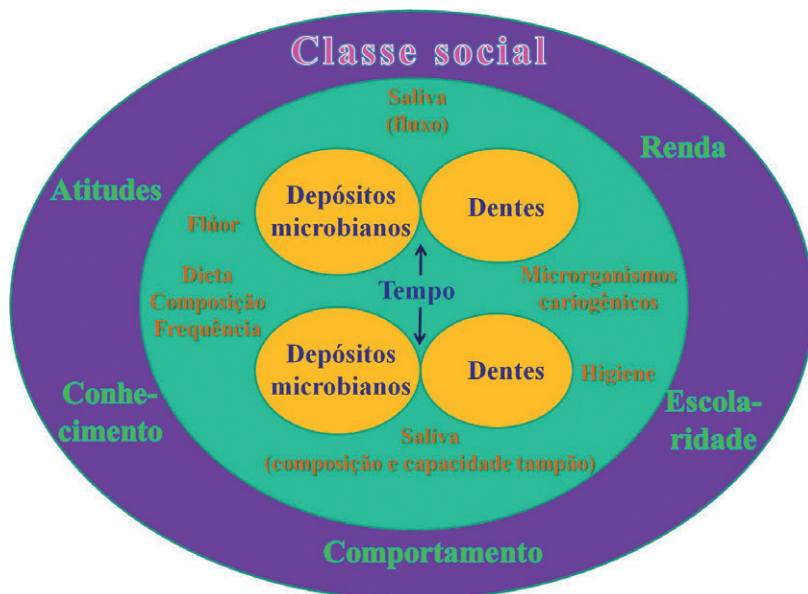 Classe social
Saliva
(fluxo)
Renda
Atitudes
Depósitos
microbianos
Dentes
Flúor
Dieta
Composição
Frequência
Tempo
Microrganismos
cariogênicos
Depósitos
microbianos
Dentes
Higiene
Conhe-
cimento
Escola-
ridade
Saliva
(composição e capacidade tampão)
Comportamento